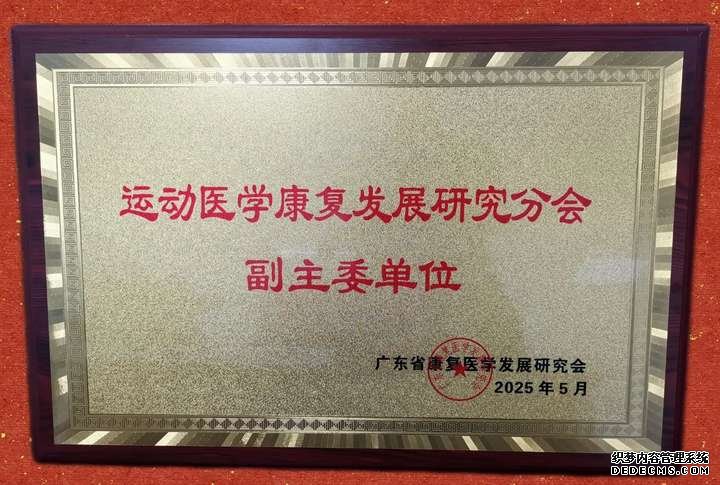 运动医学康复发展研究分会
副主委单位
广东省康复医学发展研究会
2025年5月
织梦内容管理系统
DEDECMS.COM